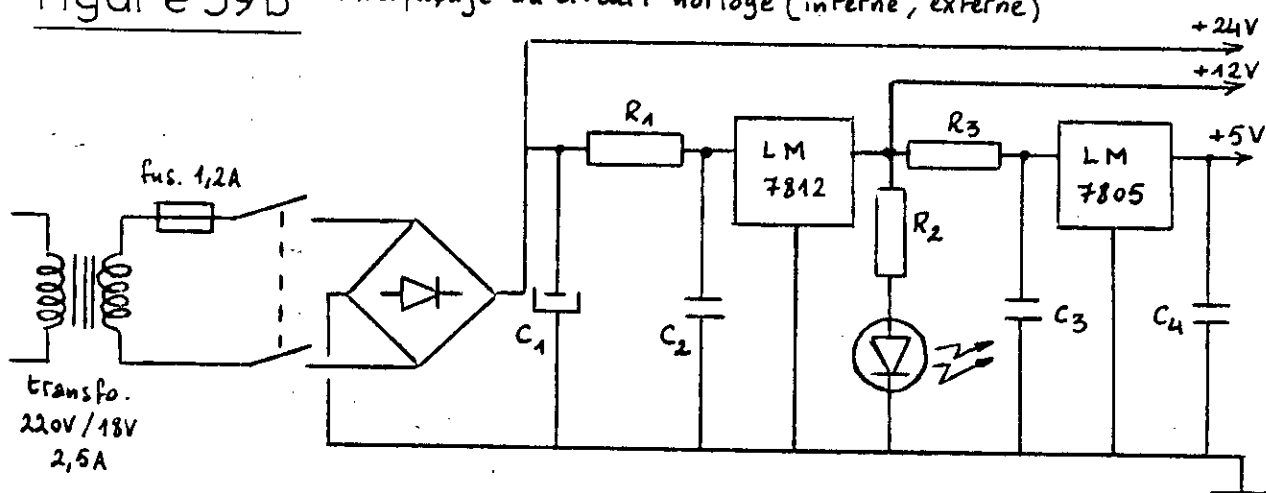 Figure 39B
circuit horloge (interne, externe)
+24V
+12V
+5V
fus. 1,2A
R1
LM
7812
R3
LM
7805
R2
C1
C2
C3
C4
transfo.
220V/18V
2,5A